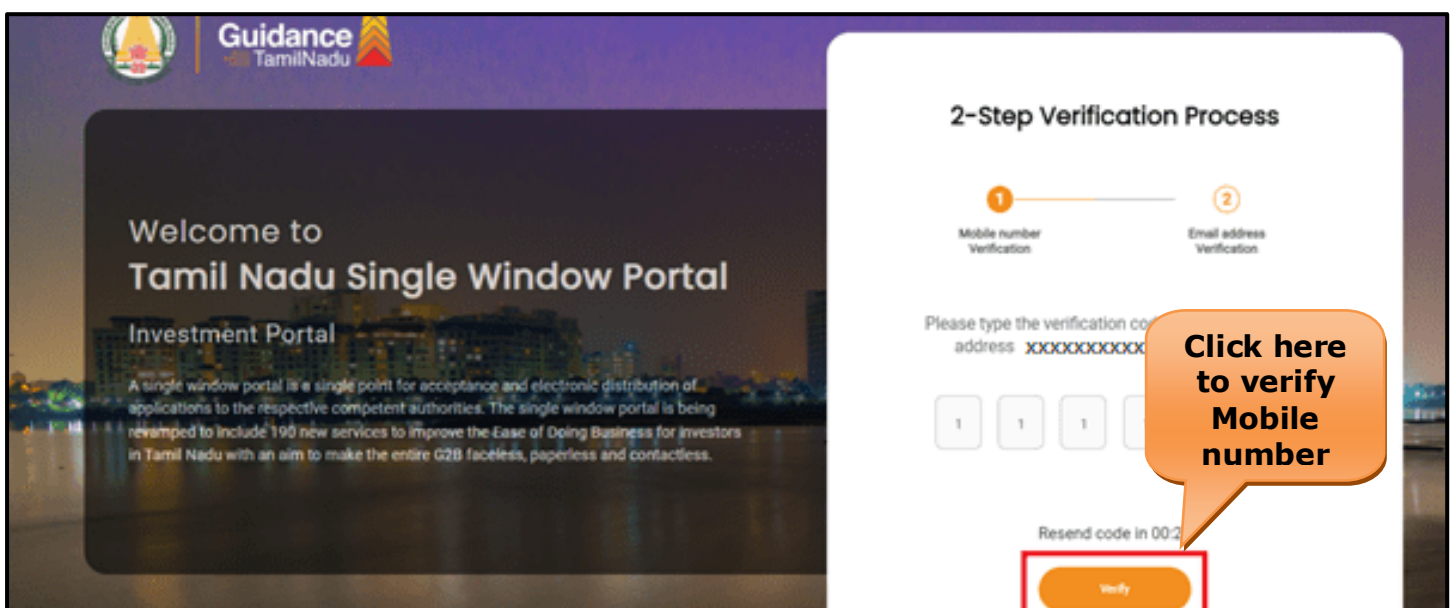 Guidance
TamilNadu
Welcome to
Tamil Nadu Single Window Portal
Investment Portal
A single window portal is a single point for acceptance and electronic distribution of
applications to the respective competent authorities. The single window portal is being
revamped to include 190 new services to improve the Ease of Doing Business for investors
in Tamil Nadu with an aim to make the entire G2B faceless, paperless and contactless.
2-Step Verification Process
1
2
Mobile number
Verification
Email address
Verification
Please type the verification
address xxxxxxxxxx
1 1 1
Resend code in
Verify
Click here
to verify
Mobile
number